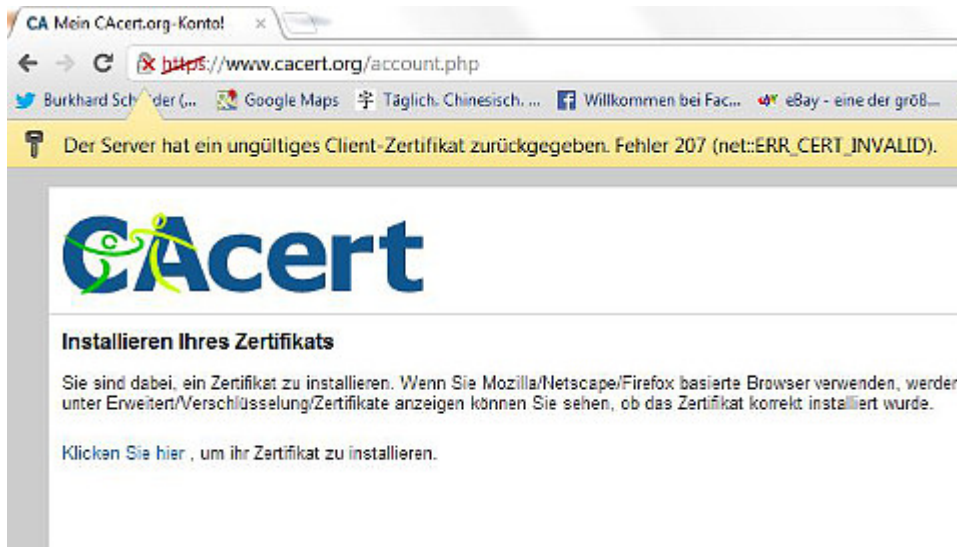 CA Mein CAcert.org-Konto!
https://www.cacert.org/account.php
Burkhard Sch der (... Google Maps Täglich. Chinesisch. ... Willkommen bei Fac... eBay - eine der größ...
Der Server hat ein ungültiges Client-Zertifikat zurückgegeben. Fehler 207 (net::ERR_CERT_INVALID).
CAcert
Installieren Ihres Zertifikats
Sie sind dabei, ein Zertifikat zu installieren. Wenn Sie Mozilla/Netscape/Firefox basierte Browser verwenden, werden
unter Erweitert/Verschlüsselung/Zertifikate anzeigen können Sie sehen, ob das Zertifikat korrekt installiert wurde.
Klicken Sie hier , um ihr Zertifikat zu installieren.